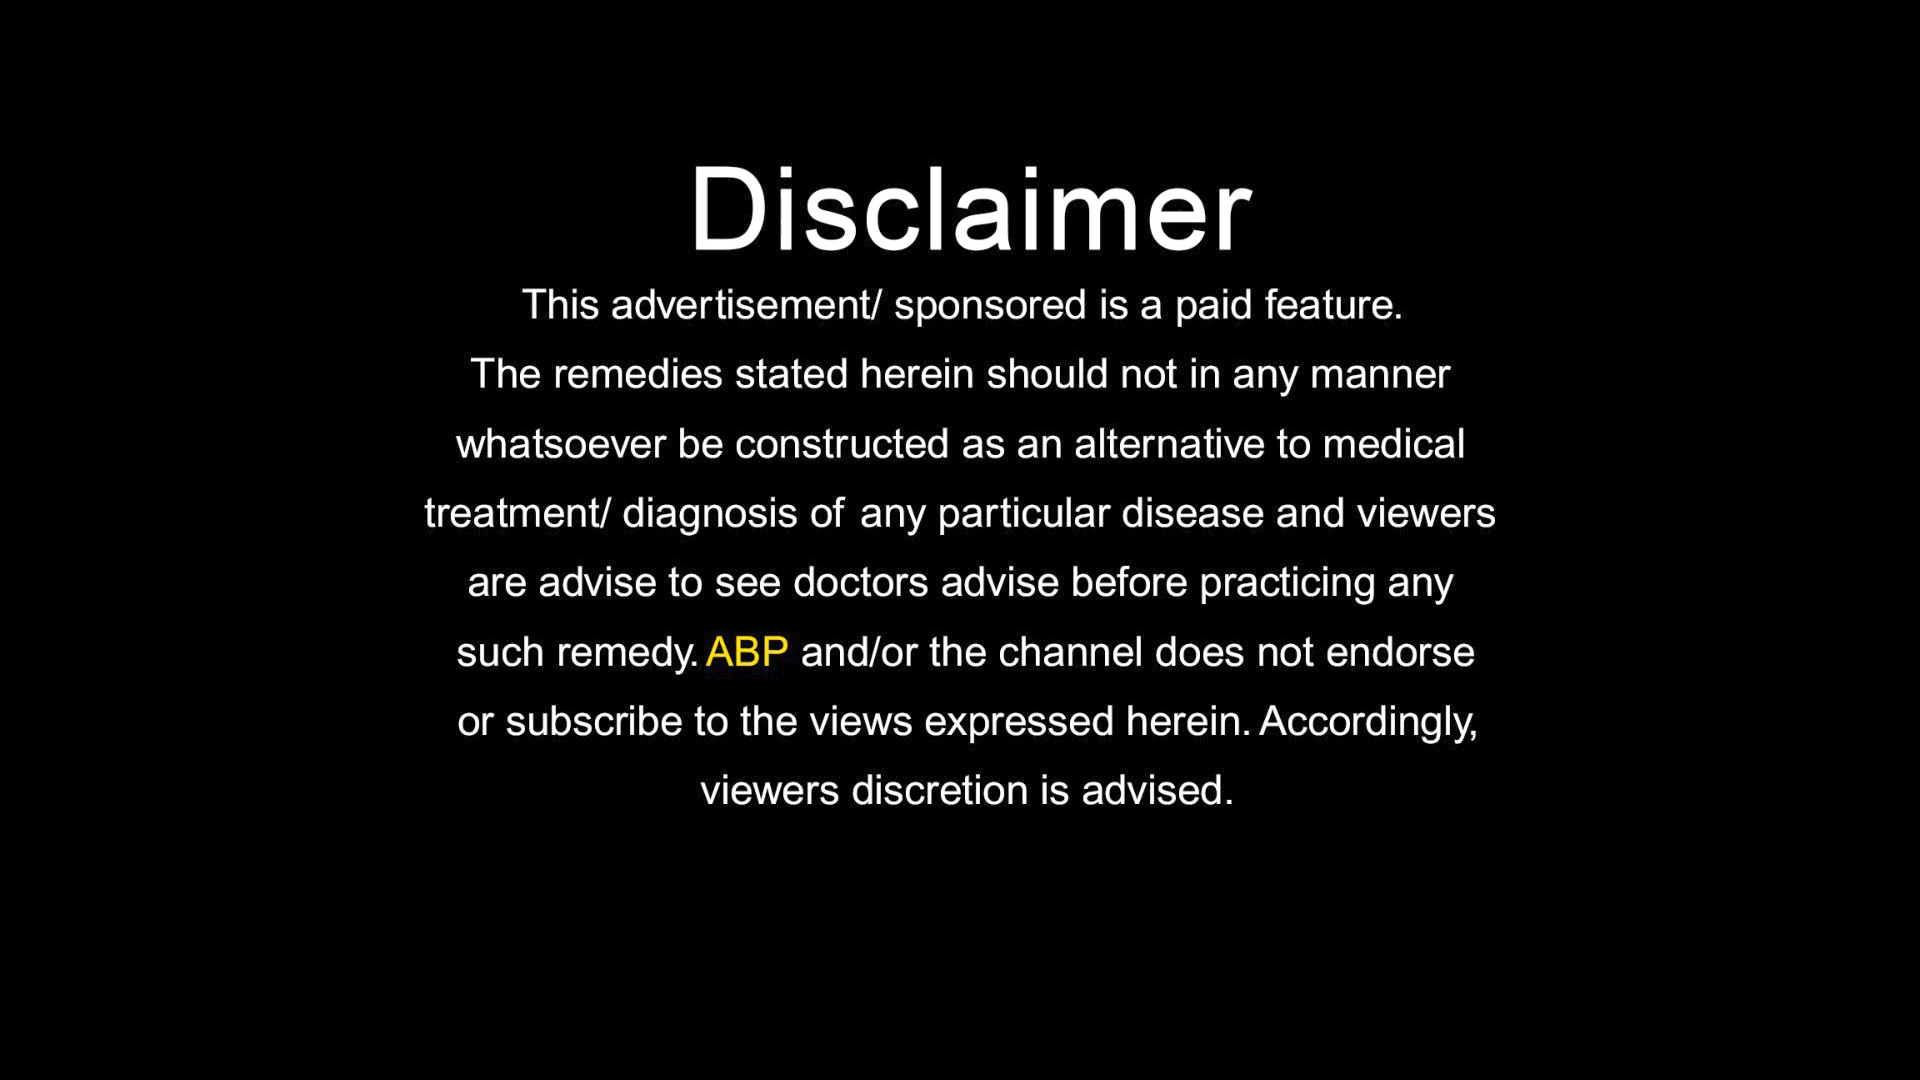 Disclaimer
This advertisement/ sponsored is a paid feature.
The remedies stated herein should not in any manner
whatsoever be constructed as an alternative to medical
treatment/ diagnosis of any particular disease and viewers
are advise to see doctors advise before practicing any
such remedy. ABP and/or the channel does not endorse
or subscribe to the views expressed herein. Accordingly,
viewers discretion is advised.